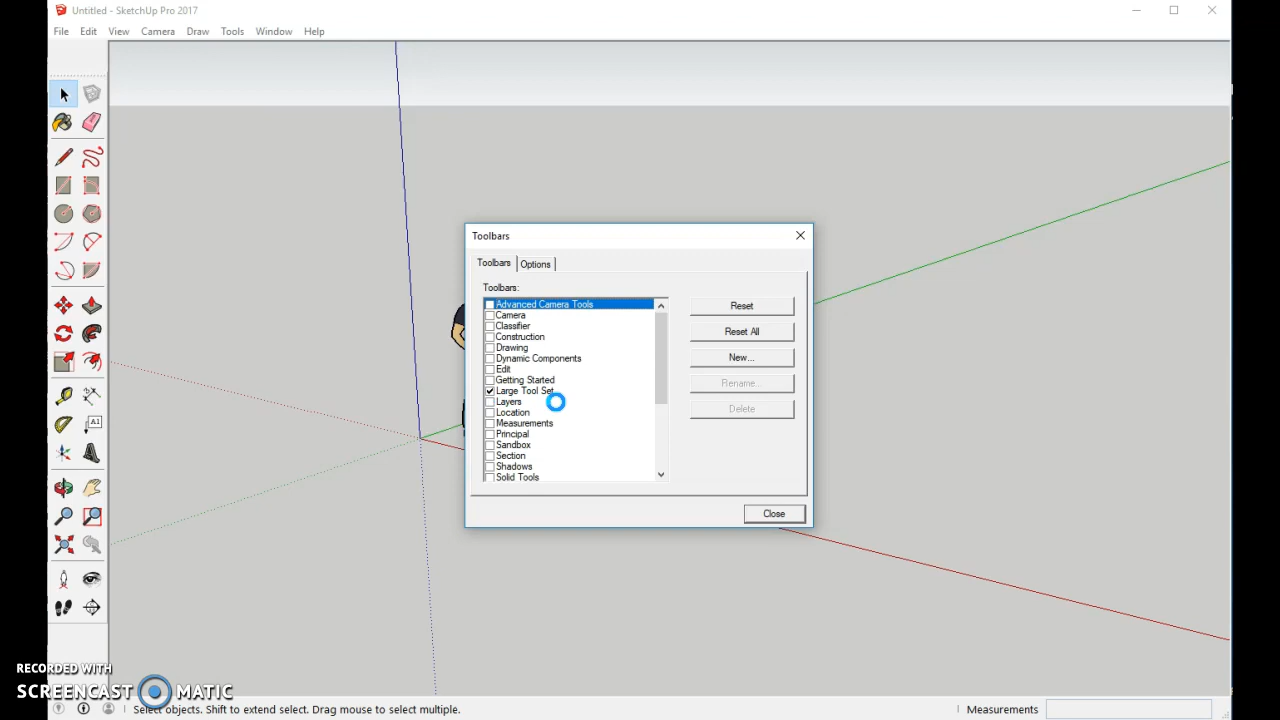 Untitled - SketchUp Pro 2017
File Edit View Camera Draw Tools Window Help
A1
Toolbars
Toolbars Options
Toolbars:
Advanced Camera Tools
Camera
Classifier
Construction
Drawing
Dynamic Components
Edit
Getting Started
Large Tool Set
Layers
Location
Measurements
Principal
Sandbox
Section
Shadows
Solid Tools
Reset
Reset All
New...
Rename...
Delete
Close
RECORDED WITH
SCREENCAST MATIC
Select objects. Shift to extend select. Drag mouse to select multiple.
Measurements